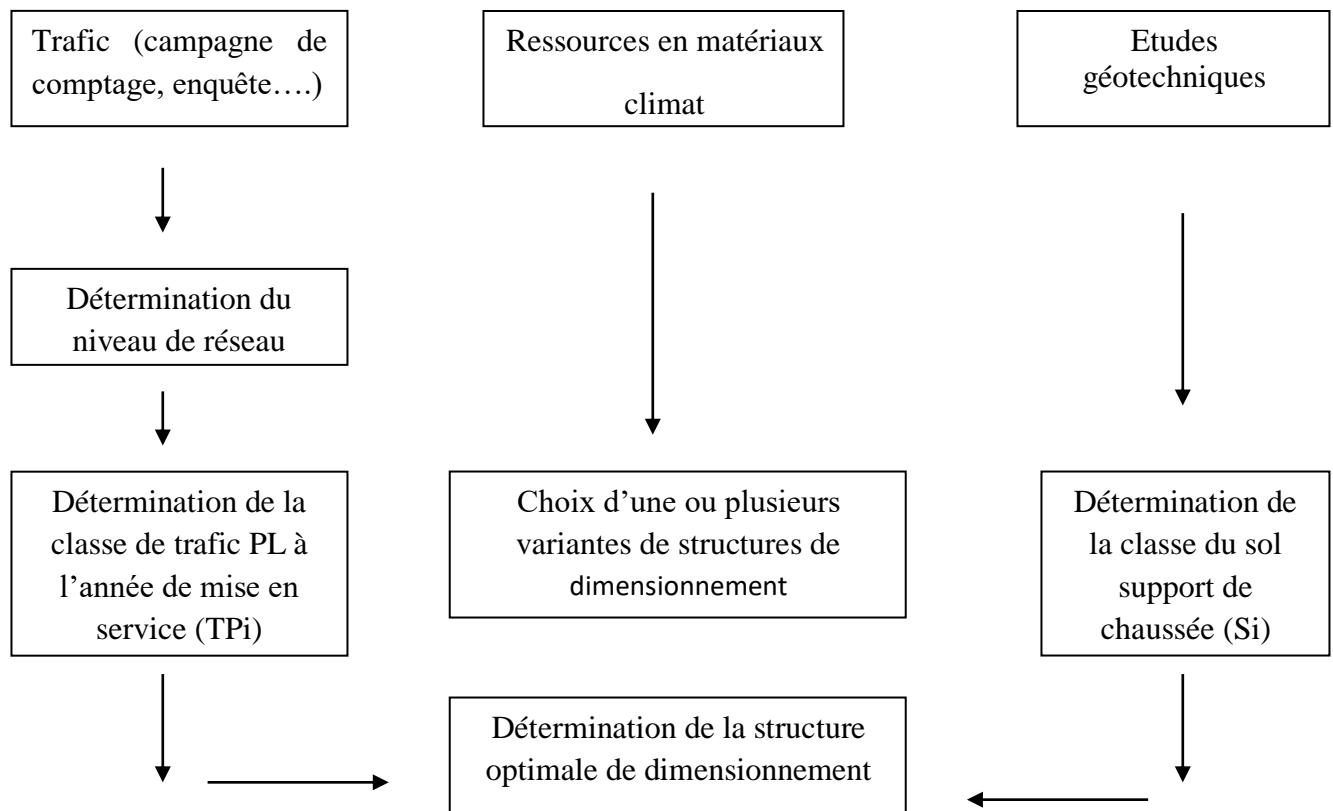 Trafic (campagne de
comptage, enquête….)
Ressources en matériaux
climat
Etudes
géotechniques
Détermination du
niveau de réseau
Détermination de la
classe de trafic PL à
l’année de mise en
service (TPi)
Choix d’une ou plusieurs
variantes de structures de
dimensionnement
Détermination de
la classe du sol
support de
chaussée (Si)
Détermination de la structure
optimale de dimensionnement